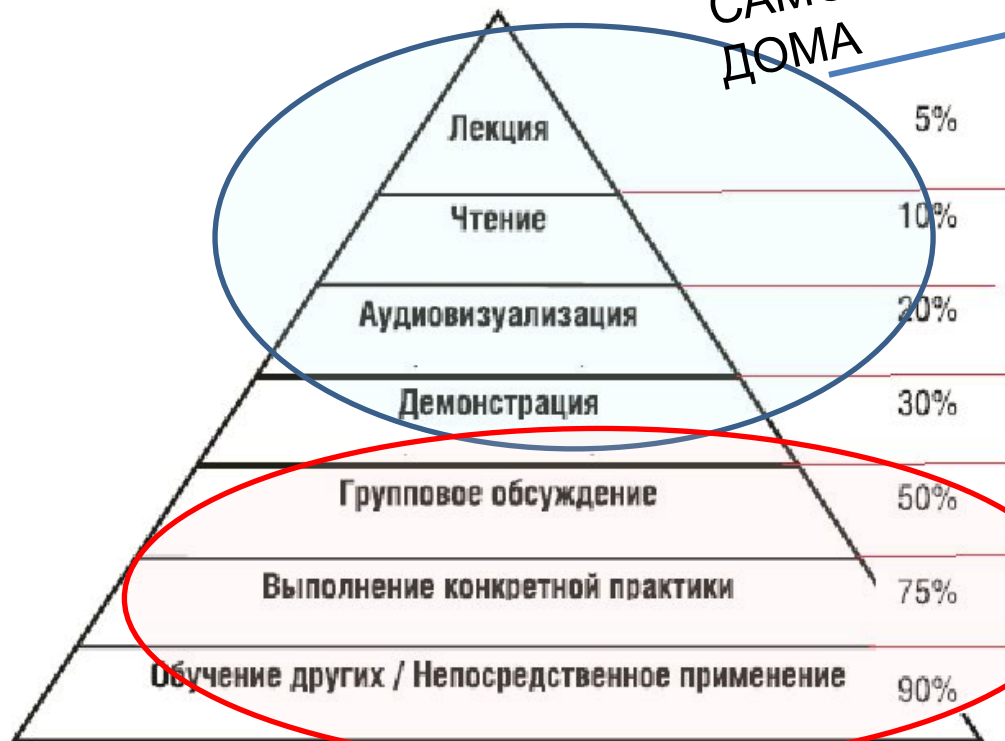 ДОМА
Лекция 5%
Чтение 10%
Аудиовизуализация 20%
Демонстрация 30%
Групповое обсуждение 50%
Выполнение конкретной практики 75%
Обучение других / Непосредственное применение 90%